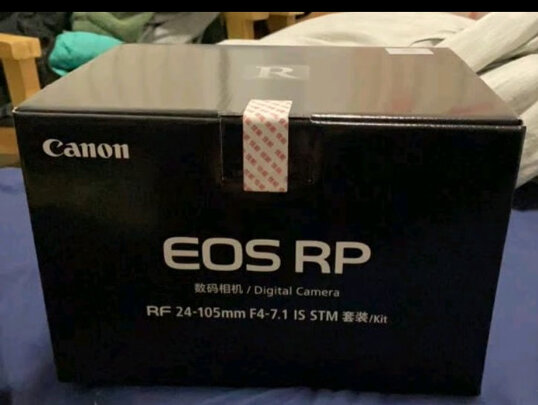 R
Canon
EOS RP
数码相机 / Digital Camera
RF 24-105mm F4-7.1 IS STM 套装/Kit